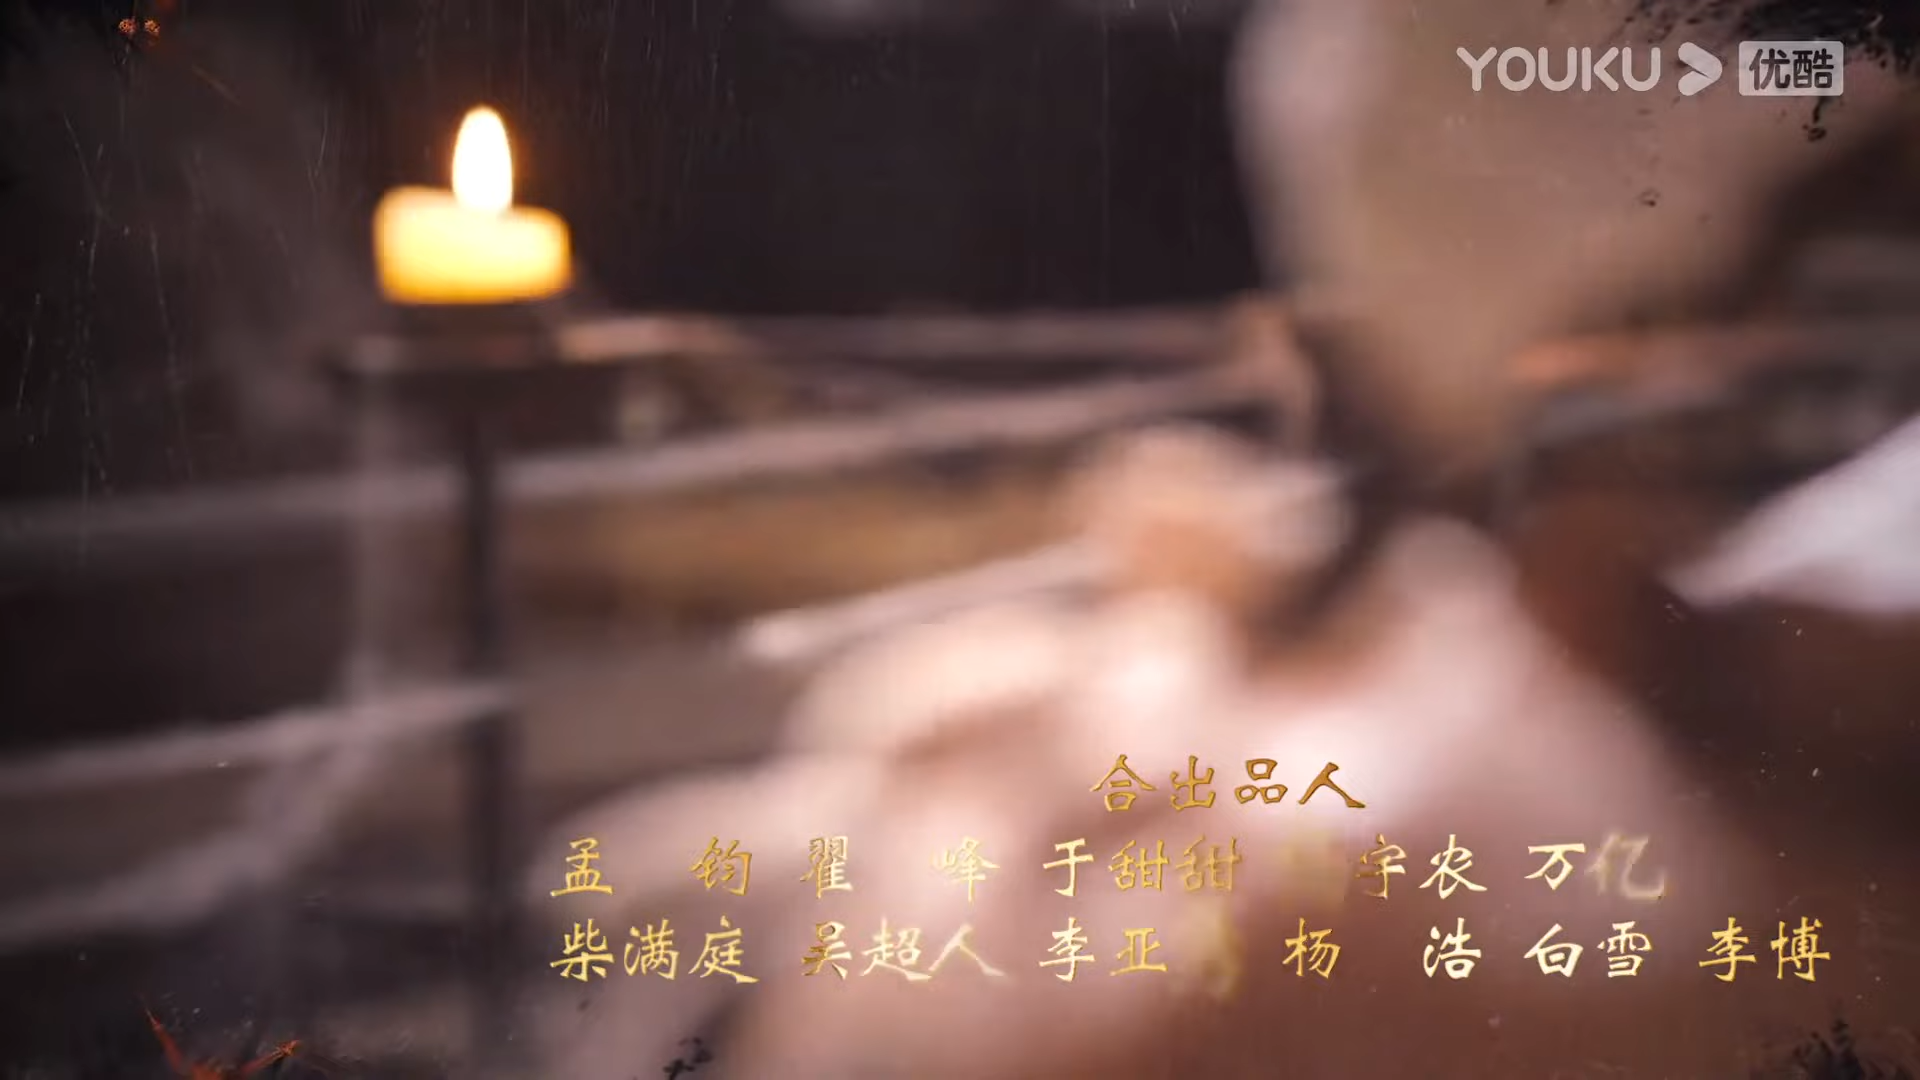 YOUKU 优酷
合出品人
孟钧 翟峰 于甜甜 宇农 万亿
柴满庭 吴超人 李亚 杨浩 白雪 李博